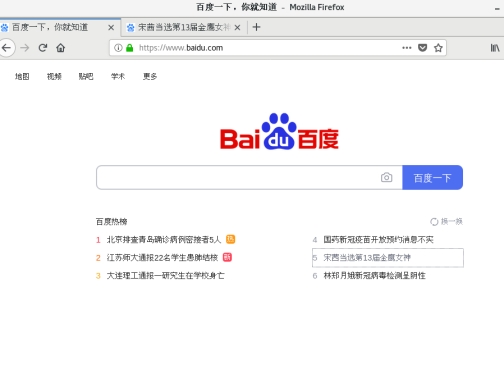 百度一下，你就知道 - Mozilla Firefox
百度一下，你就知道 × 宋茜当选第13届金鹰女神 × +
https://www.baidu.com
地图 视频 贴吧 学术 更多
Bai du 百度
百度一下
百度热榜 换一换
1 北京排查青岛确诊病例密接者5人 热
4 国药新冠疫苗开放预约消息不实
2 江苏师大通报22名学生患肺结核 新
5 宋茜当选第13届金鹰女神
3 大连理工通报一研究生在学校身亡
6 林郑月娥新冠病毒检测呈阴性